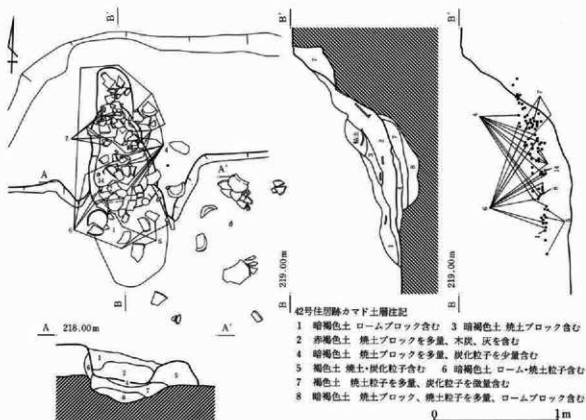 B'
B'
A
A'
B
B
219.00m
219.00m
A 218.00m A'
42号住居跡カマド土層注記
1 暗褐色土 ロームブロック含む 3 暗褐色土 焼土ブロック含む
2 赤褐色土 焼土ブロックを多量、木炭、灰を含む
4 暗褐色土 焼土ブロックを多量、炭化粒子を少量含む
5 褐色土 焼土・炭化粒子含む 6 暗褐色土 ローム・焼土粒子含む
7 褐色土 焼土粒子を多量、炭化粒子を微量含む
8 暗褐色土 焼土ブロック、焼土粒子を多量、ロームブロック含む
0 1m